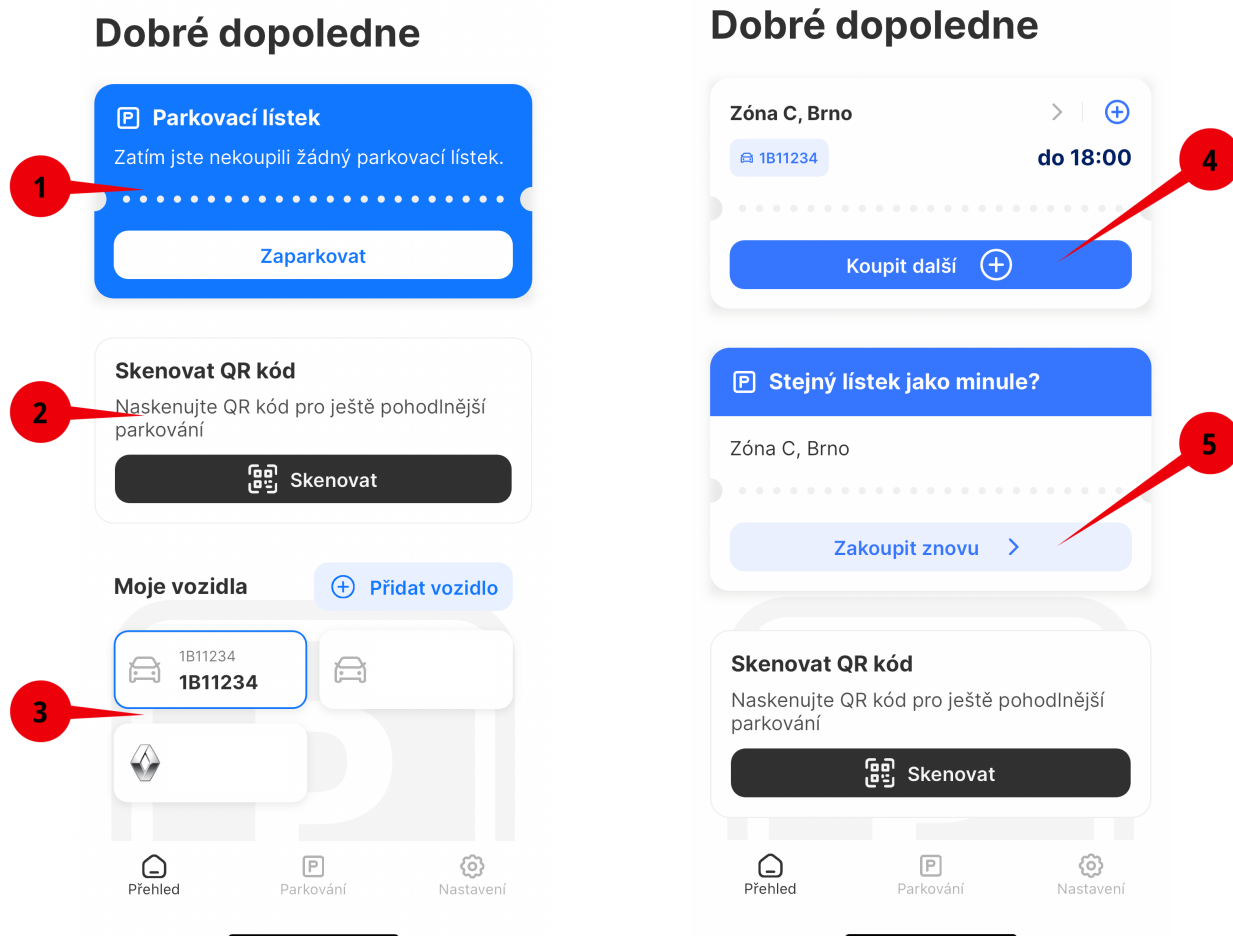 Dobré dopoledne
Parkovací lístek
Zatím jste nekoupili žádný parkovací lístek.
1
Zaparkovat
Skenovat QR kód
Naskenujte QR kód pro ještě pohodlnější
parkování
2
Skenovat
Moje vozidla
Přidat vozidlo
1B11234
1B11234
3
Přehled
Parkování
Nastavení
Dobré dopoledne
Zóna C, Brno
1B11234
do 18:00
4
Koupit další
Stejný lístek jako minule?
Zóna C, Brno
5
Zakoupit znovu
Skenovat QR kód
Naskenujte QR kód pro ještě pohodlnější
parkování
Skenovat
Přehled
Parkování
Nastavení